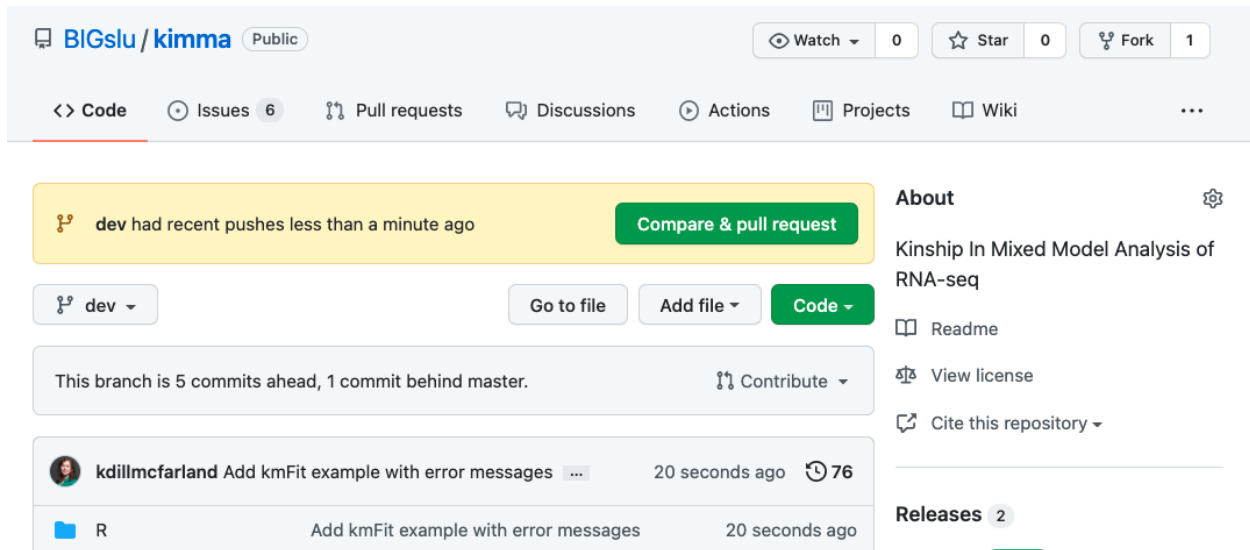 BIGslu / kimma Public
Watch 0 Star 0 Fork 1
<> Code Issues 6 Pull requests Discussions Actions Projects Wiki ...
dev had recent pushes less than a minute ago Compare & pull request
dev Go to file Add file Code
This branch is 5 commits ahead, 1 commit behind master. Contribute
kdillmcfarland Add kmFit example with error messages ... 20 seconds ago 76
R Add kmFit example with error messages 20 seconds ago
About
Kinship In Mixed Model Analysis of
RNA-seq
Readme
View license
Cite this repository
Releases 2